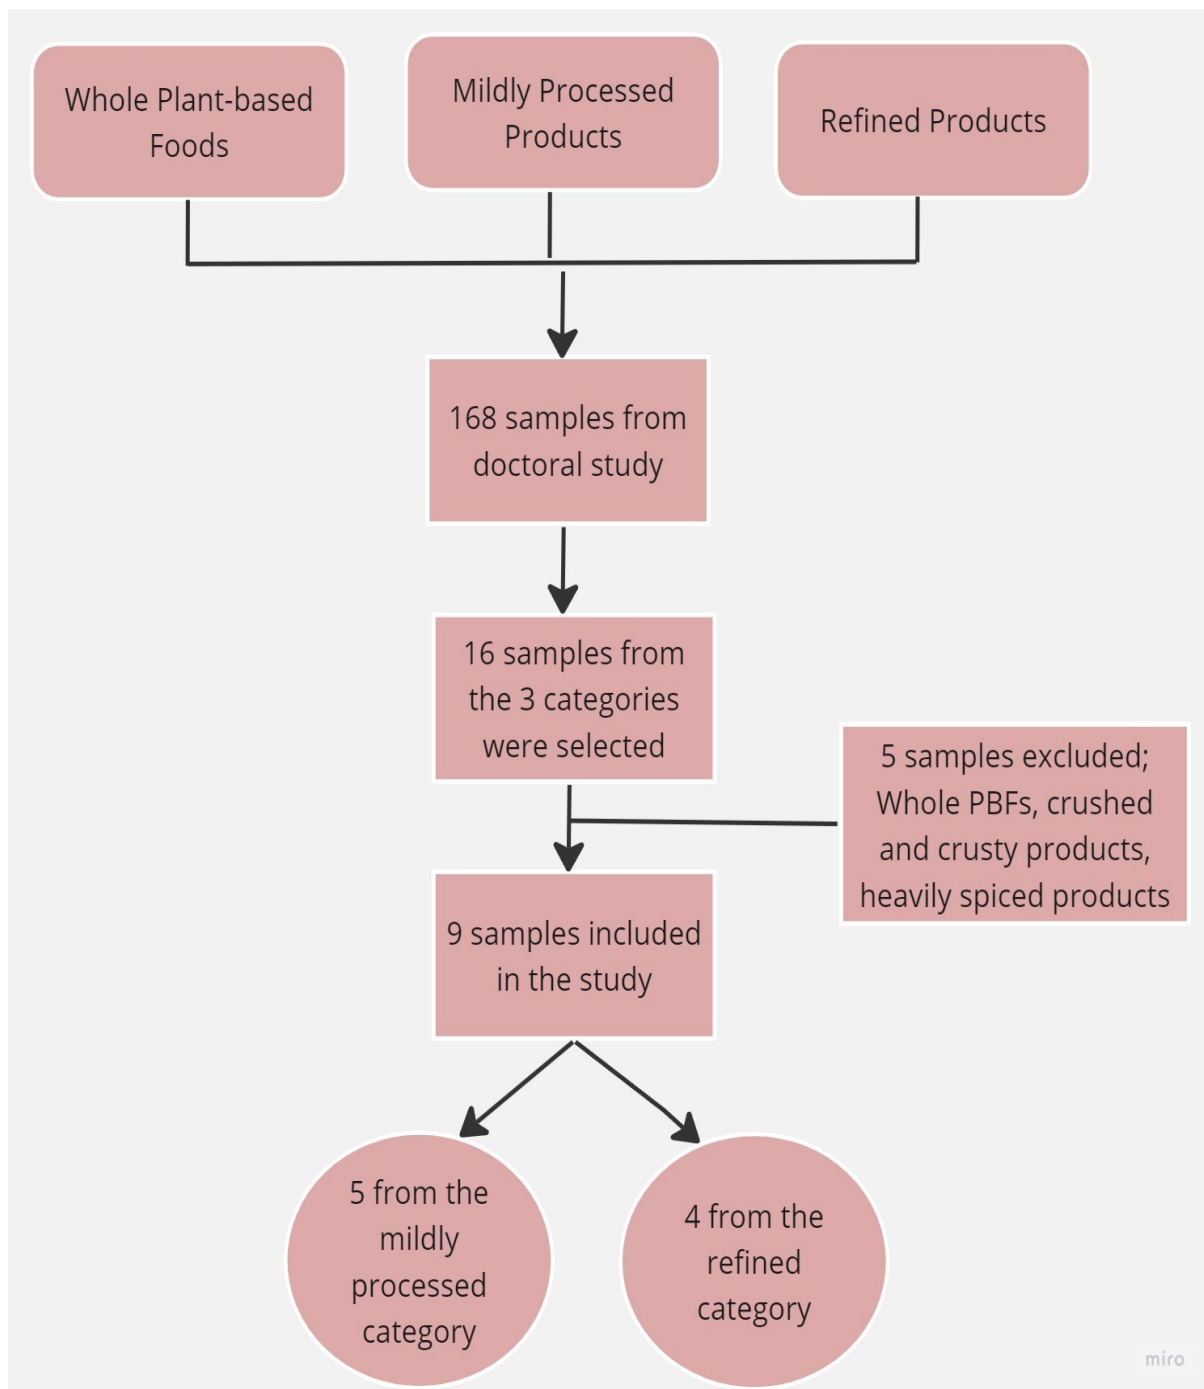 Whole Plant-based
Foods
Mildly Processed
Products
Refined Products
168 samples from
doctoral study
16 samples from
the 3 categories
were selected
5 samples excluded;
Whole PBFs, crushed
and crusty products,
heavily spiced products
9 samples included
in the study
5 from the
mildly
processed
category
4 from the
refined
category
miro